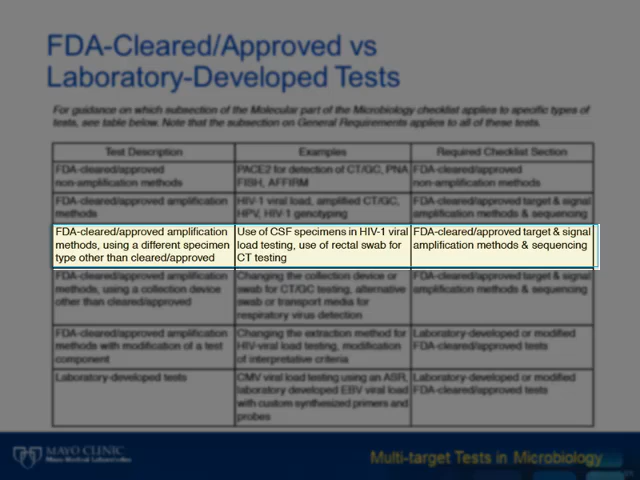 FDA-Cleared/Approved vs
Laboratory-Developed Tests
For guidance on which subsection of the Molecular part of the Microbiology checklist applies to specific types of
tests, see table below. Note that the subsection on General Requirements applies to all of these tests.
Test Description Examples Required Checklist Section
FDA-cleared/approved PACE2 for detection of CT/GC, PNA FDA-cleared/approved
non-amplification methods FISH, AFFIRM non-amplification methods
FDA-cleared/approved amplification HIV-1 viral load, amplified CT/GC, FDA-cleared/approved target & signal
methods HPV, HIV-1 genotyping amplification methods & sequencing
FDA-cleared/approved amplification Use of CSF specimens in HIV-1 viral FDA-cleared/approved target & signal
methods, using a different specimen load testing, use of rectal swab for amplification methods & sequencing
type other than cleared/approved CT testing
FDA-cleared/approved amplification Changing the collection device or FDA-cleared/approved target & signal
methods, using a collection device swab for CT/GC testing, alternative amplification methods & sequencing
other than cleared/approved swab or transport media for
respiratory virus detection
FDA-cleared/approved amplification Changing the extraction method for Laboratory-developed or modified
methods with modification of a test HIV-viral load testing, modification FDA-cleared/approved tests
component of interpretive criteria
Laboratory-developed tests CMV viral load testing using an ASR, Laboratory-developed or modified
laboratory developed EBV viral load FDA-cleared/approved tests
with custom synthesized primers and
probes
MAYO CLINIC
Mayo Medical Laboratories
Multi-target Tests in Microbiology